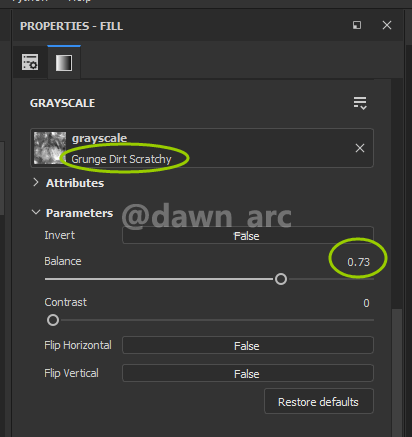 PROPERTIES - FILL
GRAYSCALE
grayscale
Grunge Dirt Scratchy
Attributes
Parameters
@dawn_arc
Invert False
Balance 0.73
Contrast 0
Flip Horizontal False
Flip Vertical False
Restore defaults